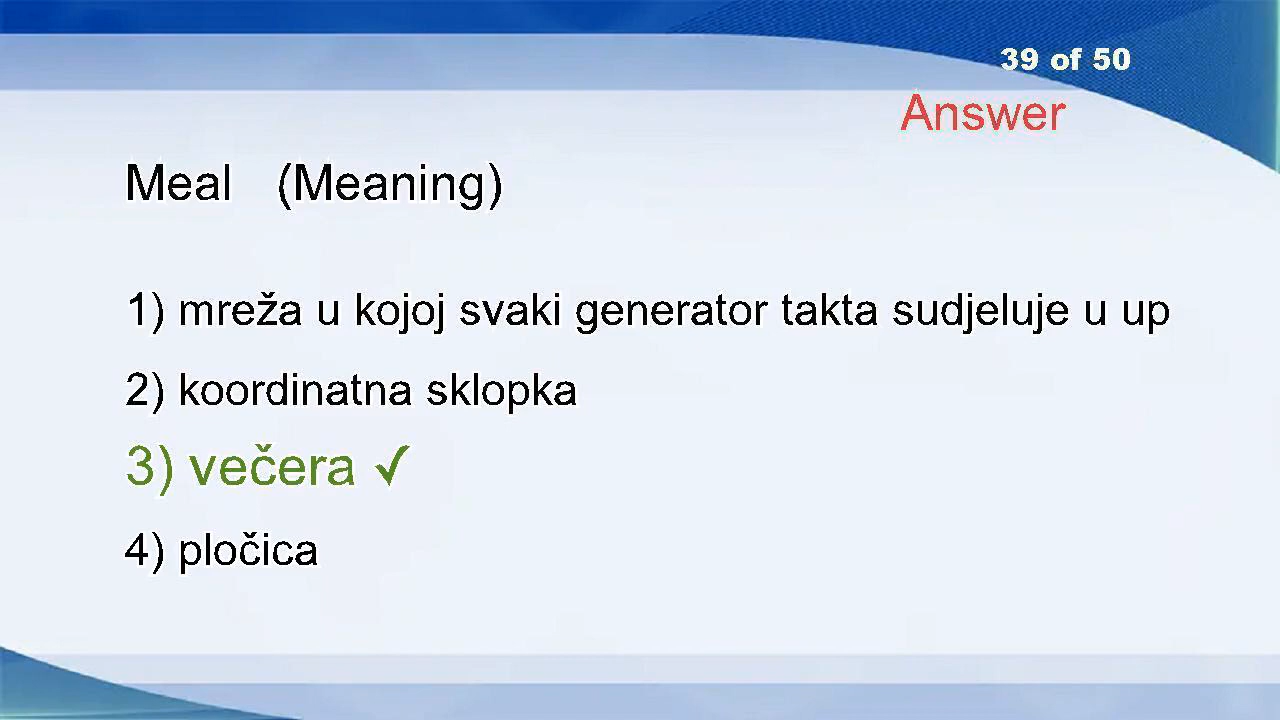 39 of 50
Answer
Meal (Meaning)
1) mreža u kojoj svaki generator takta sudjeluje u up
2) koordinatna sklopka
3) večera ✓
4) pločica